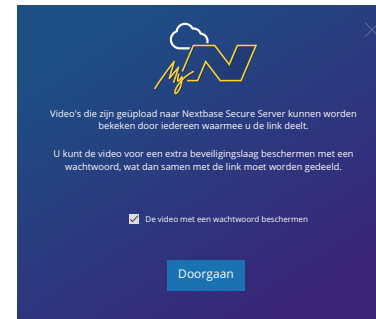 My N
Video's die zijn geüpload naar Nextbase Secure Server kunnen worden
bekeken door iedereen waarmee u de link deelt.
U kunt de video voor een extra beveiligingslaag beschermen met een
wachtwoord, wat dan samen met de link moet worden gedeeld.
De video met een wachtwoord beschermen
Doorgaan